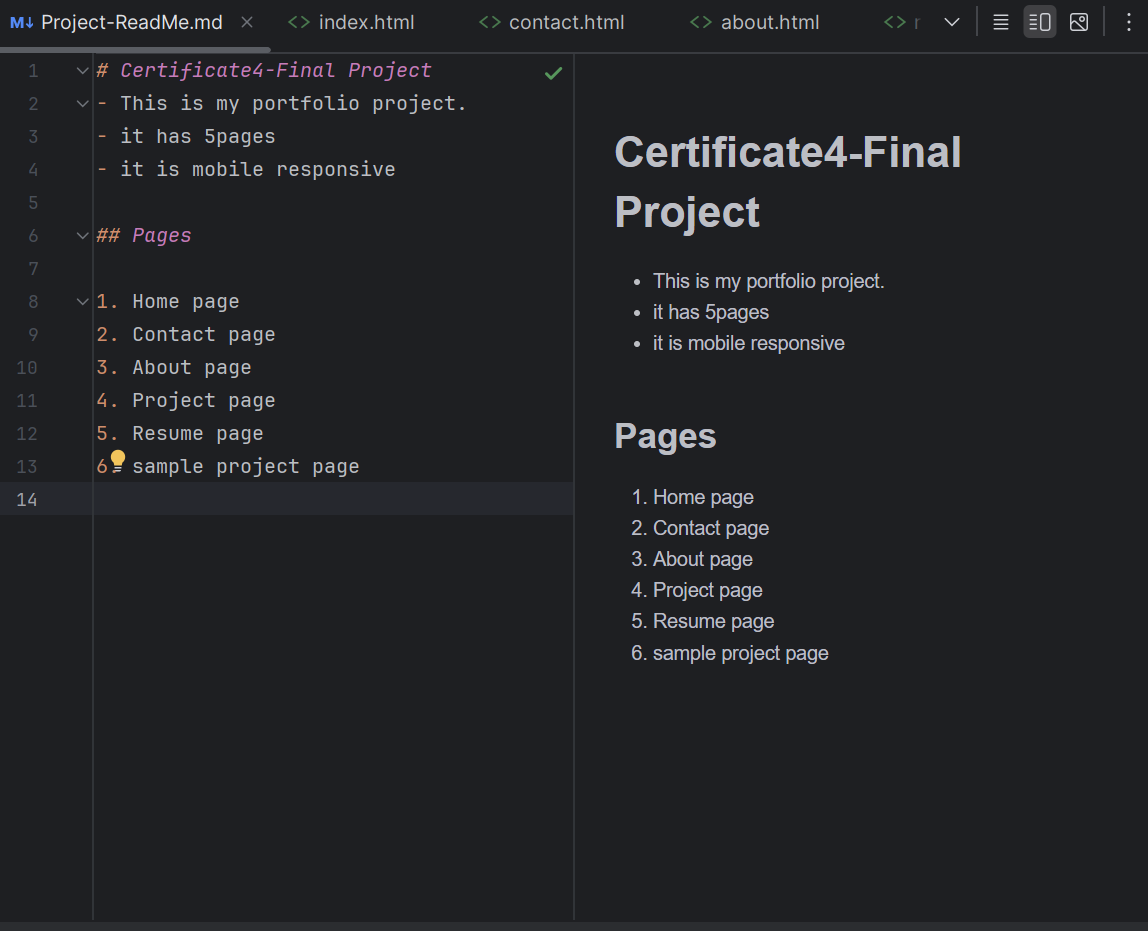 M↓ Project-ReadMe.md × <> index.html <> contact.html <> about.html <> r
1 # Certificate4-Final Project
2 - This is my portfolio project.
3 - it has 5pages
4 - it is mobile responsive
5
6 ## Pages
7
8 1. Home page
9 2. Contact page
10 3. About page
11 4. Project page
12 5. Resume page
13 6. sample project page
14
Certificate4-Final
Project
• This is my portfolio project.
• it has 5pages
• it is mobile responsive
Pages
1. Home page
2. Contact page
3. About page
4. Project page
5. Resume page
6. sample project page